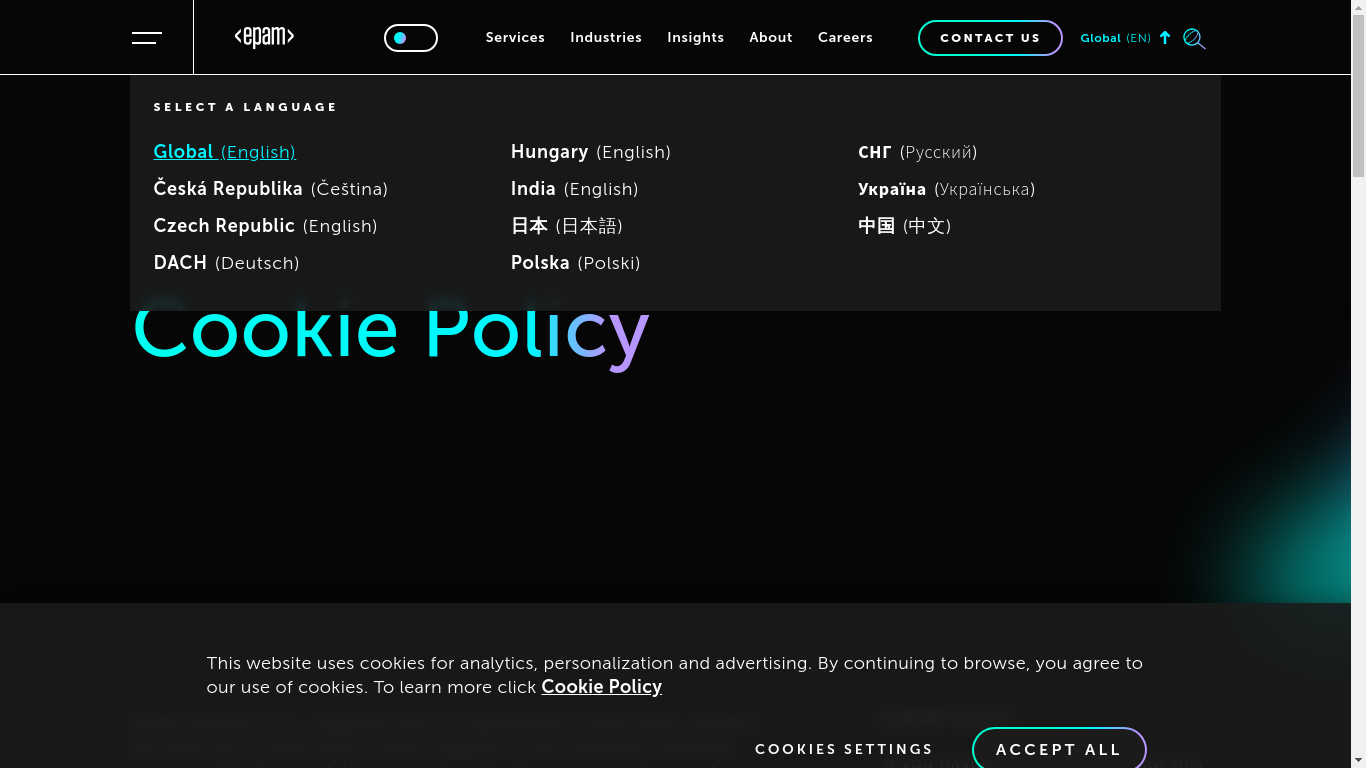 <epam>
Services Industries Insights About Careers CONTACT US Global (EN)
SELECT A LANGUAGE
Global (English)
Česká Republika (Čeština)
Czech Republic (English)
DACH (Deutsch)
Hungary (English)
India (English)
日本 (日本語)
Polska (Polski)
СНГ (Русский)
Україна (Українська)
中国 (中文)
Cookie Policy
This website uses cookies for analytics, personalization and advertising. By continuing to browse, you agree to
our use of cookies. To learn more click Cookie Policy
COOKIES SETTINGS ACCEPT ALL